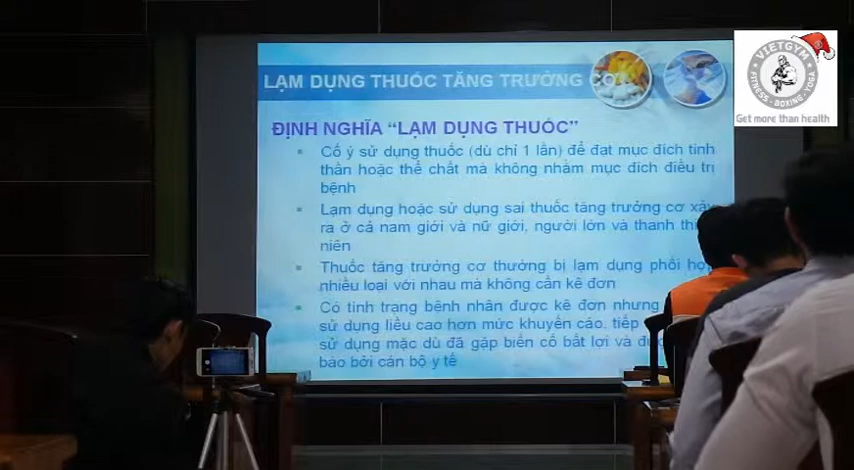 LẠM DỤNG THUỐC TĂNG TRƯỞNG CƠ
ĐỊNH NGHĨA "LẠM DỤNG THUỐC"
Cố ý sử dụng thuốc (dù chỉ 1 lần) để đạt mục đích tinh
thần hoặc thể chất mà không nhằm mục đích điều trị
bệnh
Lạm dụng hoặc sử dụng sai thuốc tăng trưởng cơ xảy
ra ở cả nam giới và nữ giới, người lớn và thanh
niên
Thuốc tăng trưởng cơ thường bị lạm dụng phối
nhiều loại với nhau mà không cần kê đơn
Có tình trạng bệnh nhân được kê đơn nhưng
sử dụng liều cao hơn mức khuyến cáo. tiếp
sử dụng mặc dù đã gặp biến cố bất lợi và
báo bởi cán bộ y tế
VIETGYM
FITNESS - BOXING - YOGA
Get more than health